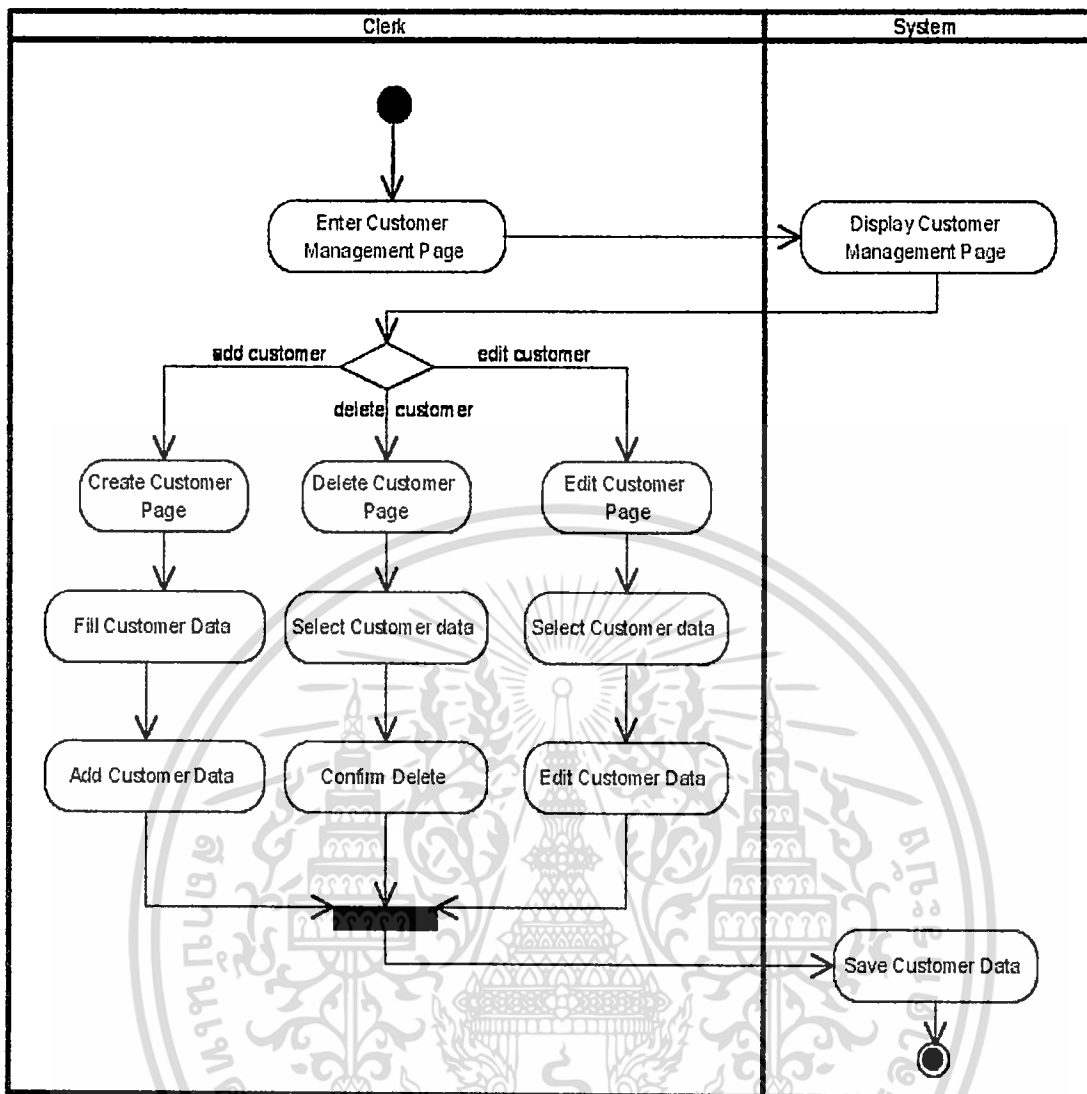 Clerk
System
Enter Customer
Management Page
Display Customer
Management Page
add customer
edit customer
delete customer
Create Customer
Page
Delete Customer
Page
Edit Customer
Page
Fill Customer Data
Select Customer data
Select Customer data
Add Customer Data
Confirm Delete
Edit Customer Data
Save Customer Data